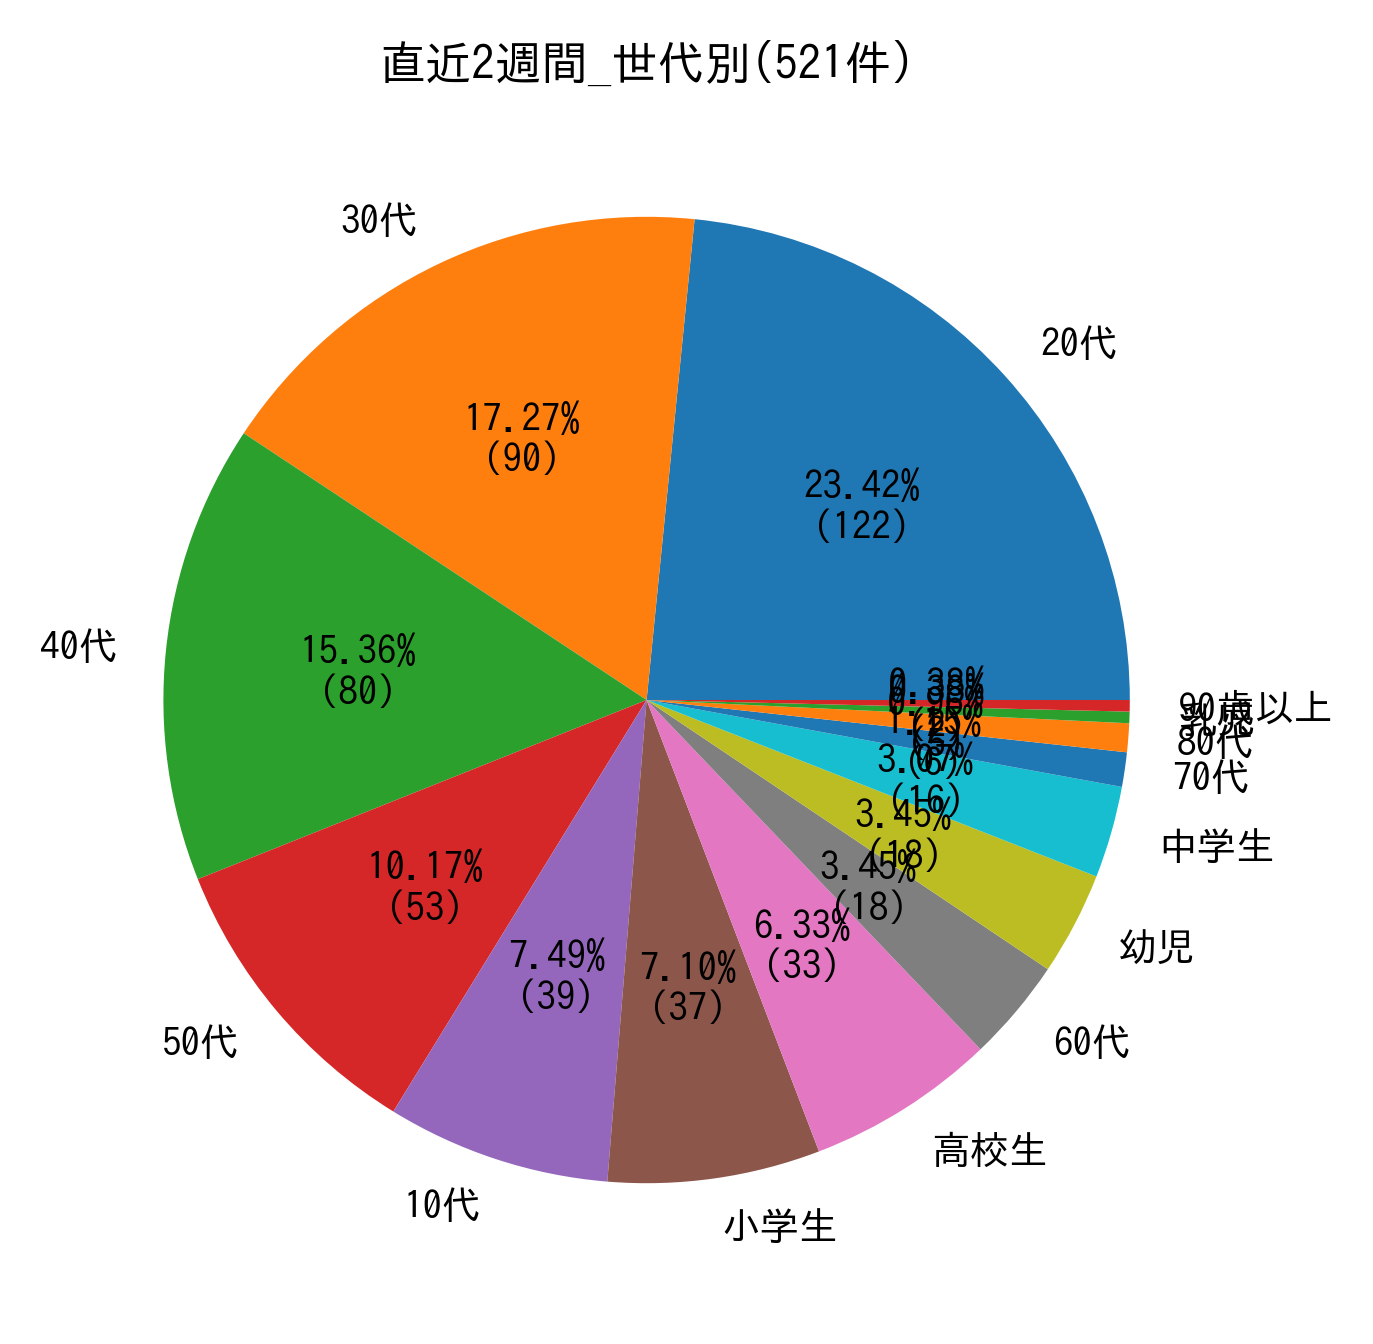 直近2週間_世代別(521件)
30代
20代
17.27%
(90)
23.42%
(122)
40代
15.36%
(80)
0.38%
90歳以上
乳児
80代
70代
(6)
3.07%
(16)
中学生
3.45%
(18)
3.45%
(18)
10.17%
(53)
6.33%
(33)
7.49%
(39)
7.10%
(37)
幼児
50代
60代
高校生
10代
小学生